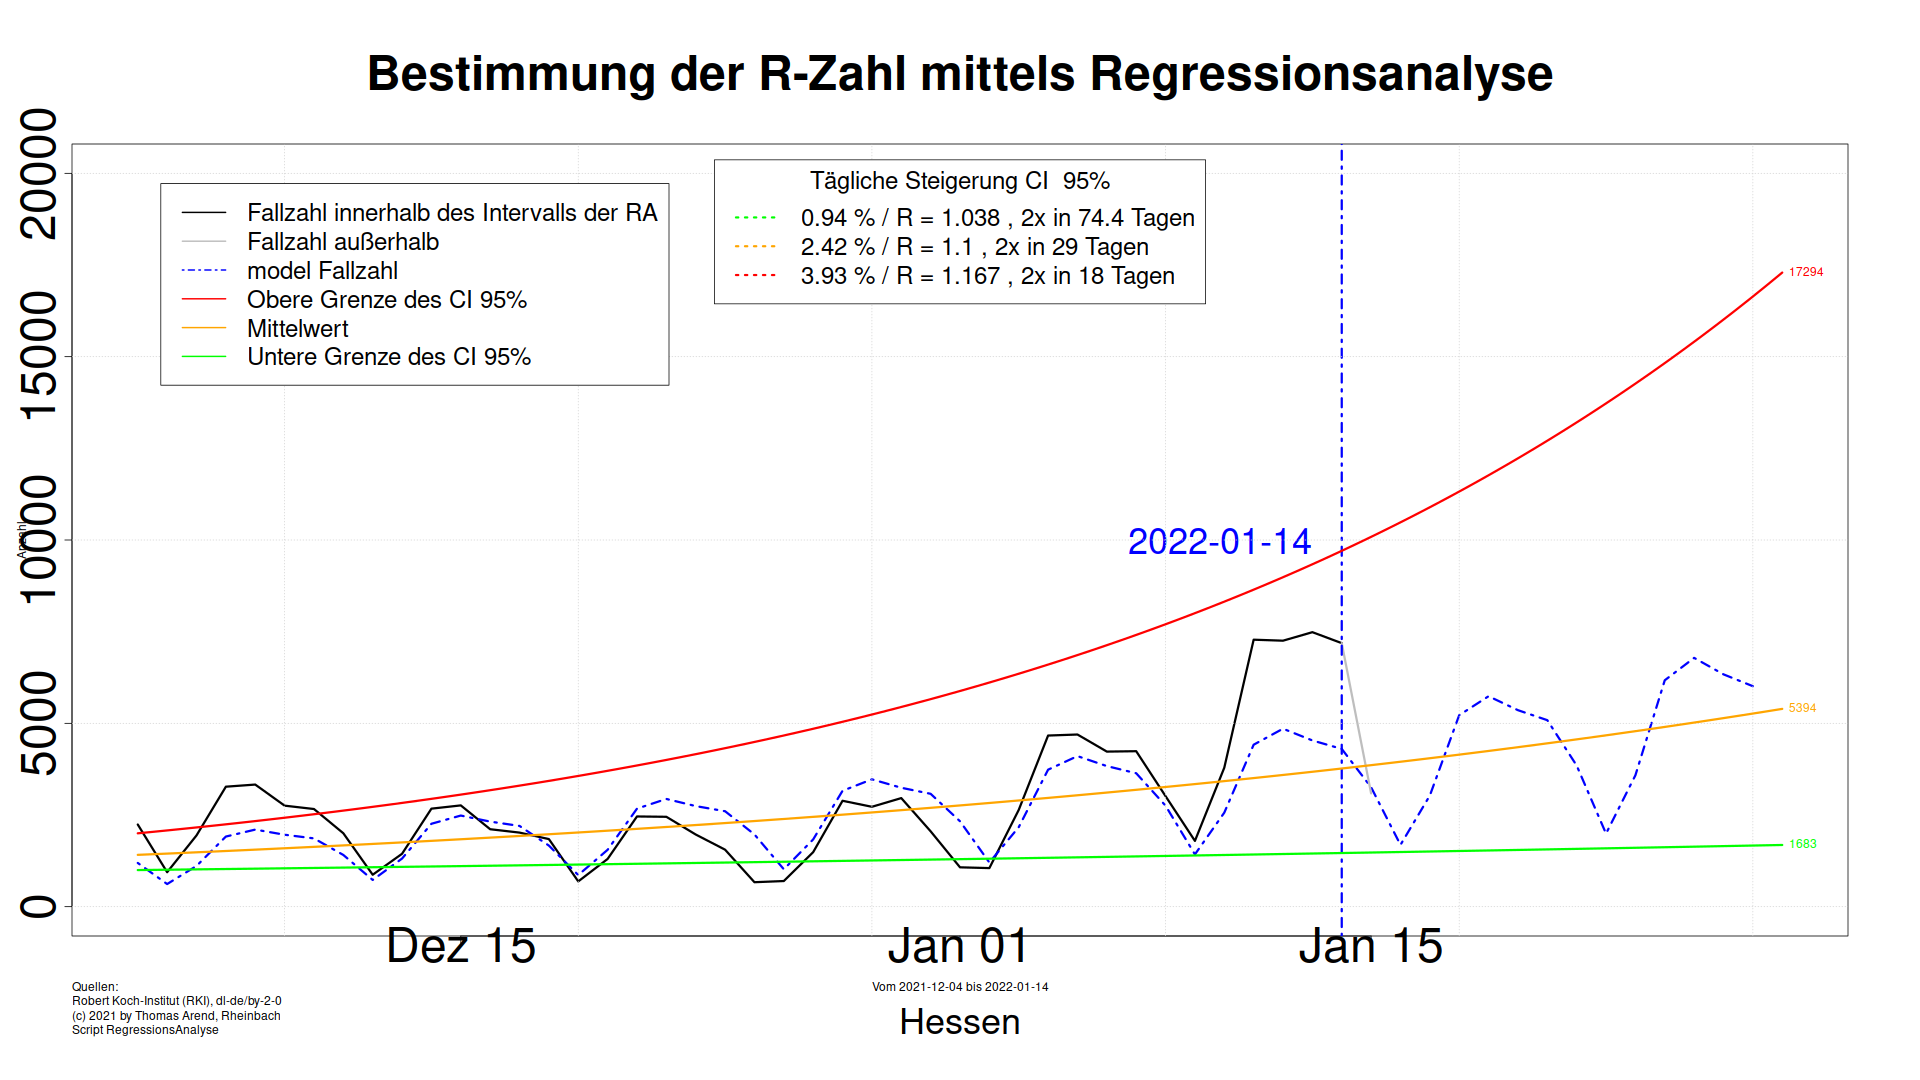 Bestimmung der R-Zahl mittels Regressionsanalyse
20000
15000
10000
5000
0
Anzahl
Fallzahl innerhalb des Intervalls der RA
Fallzahl außerhalb
model Fallzahl
Obere Grenze des CI 95%
Mittelwert
Untere Grenze des CI 95%
Tägliche Steigerung CI  95%
0.94 % / R = 1.038 , 2x in 74.4 Tagen
2.42 % / R = 1.1 , 2x in 29 Tagen
3.93 % / R = 1.167 , 2x in 18 Tagen
17294
2022-01-14
5394
1683
Dez 15
Jan 01
Jan 15
Quellen:
Robert Koch-Institut (RKI), dl-de/by-2-0
(c) 2021 by Thomas Arend, Rheinbach
Script RegressionsAnalyse
Vom 2021-12-04 bis 2022-01-14
Hessen